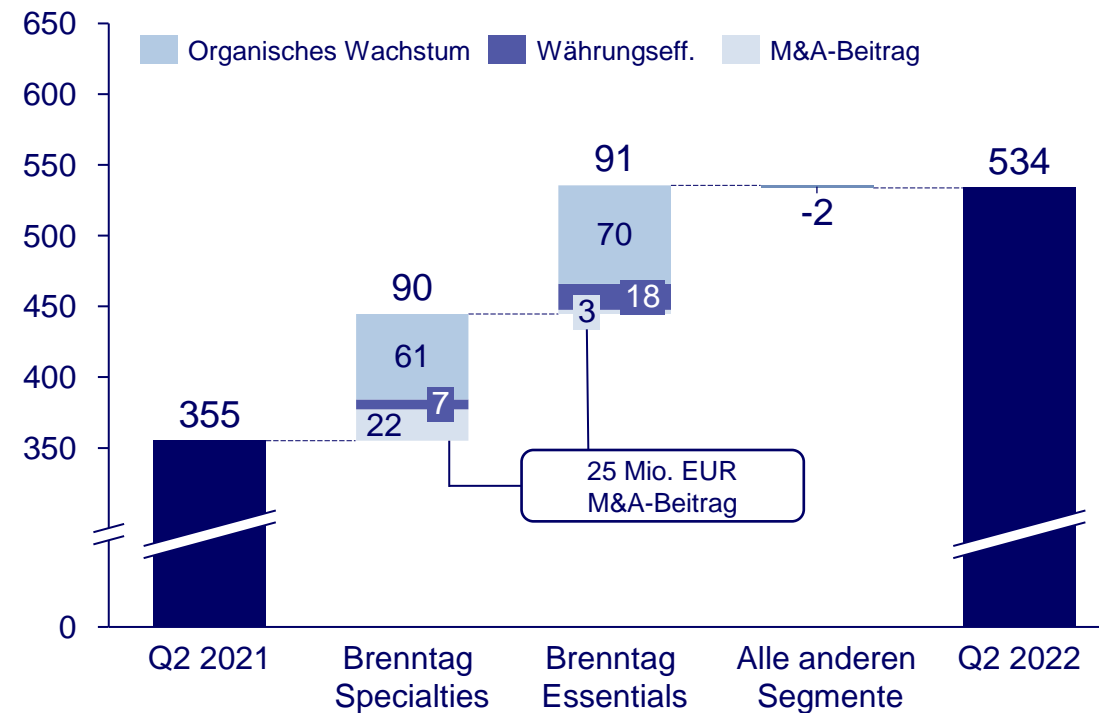 650
600
550
500
450
400
350
0
Organisches Wachstum
Währungseff.
M&A-Beitrag
355
90
61
7
22
91
70
18
3
-2
534
25 Mio. EUR
M&A-Beitrag
Q2 2021
Brenntag
Specialties
Brenntag
Essentials
Alle anderen
Segmente
Q2 2022